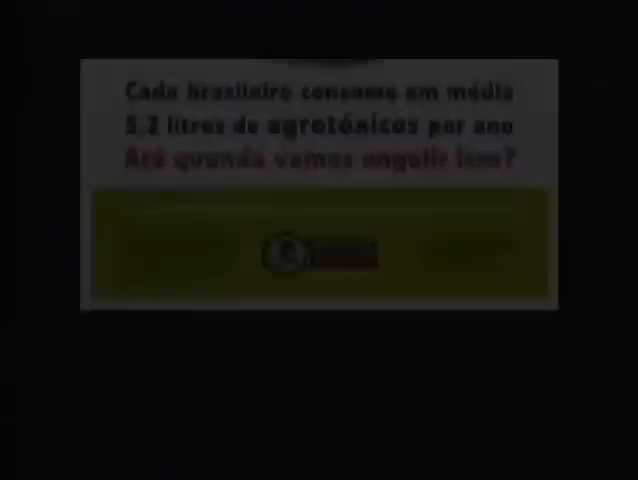 Cada brasileiro consome em média
5,2 litros de agrotóxicos por ano
Até quando vamos engolir isso?